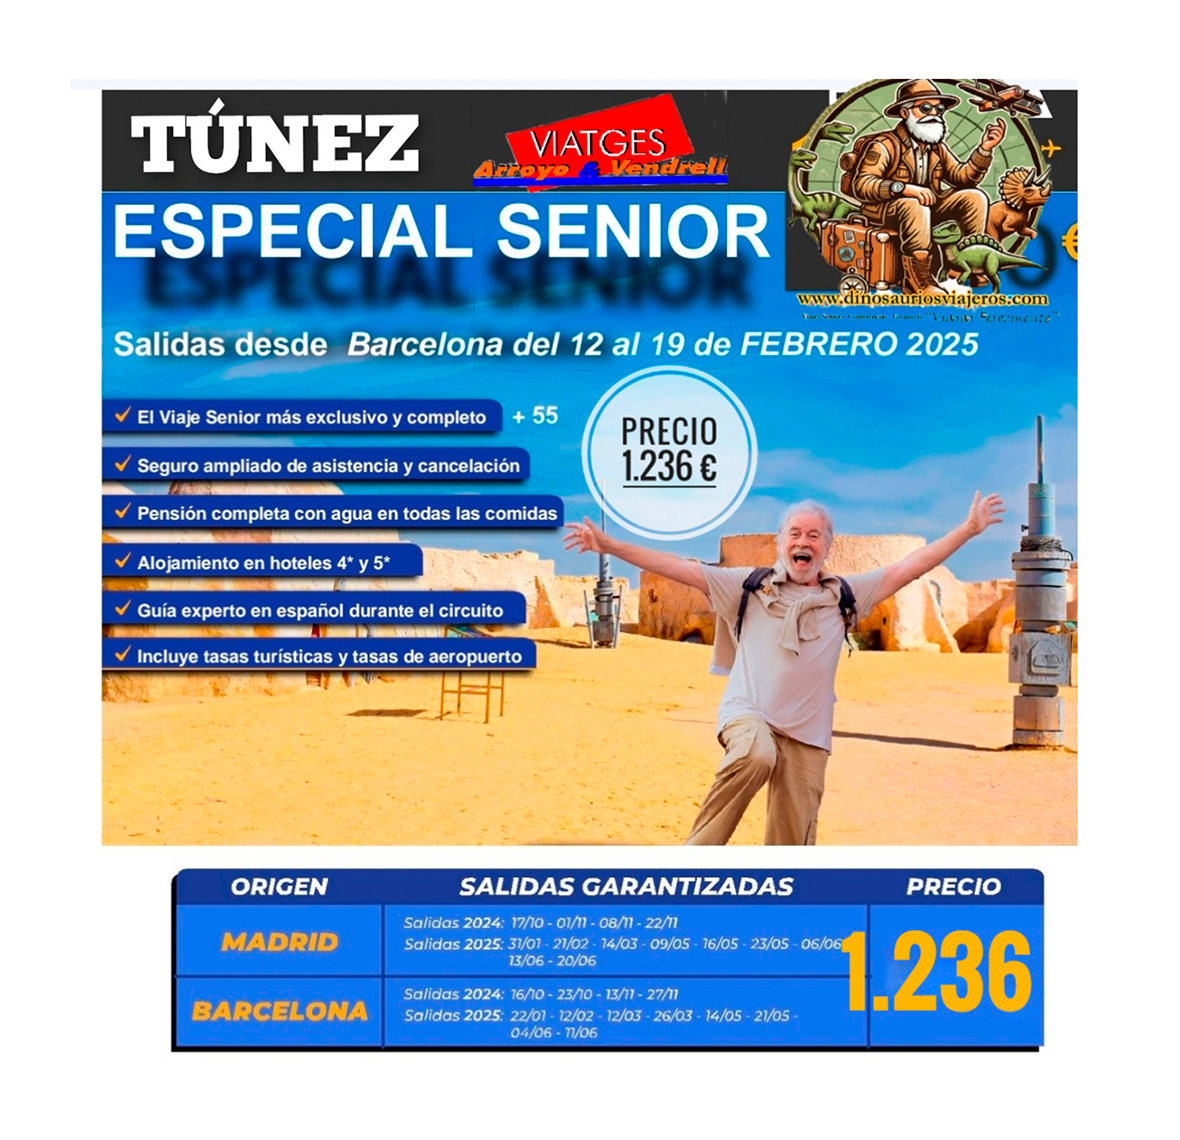 TÚNEZ
VIATGES
Arroyo & Vendrell
ESPECIAL SENIOR
€
www.dinosauriosviajeros.com
Salidas desde Barcelona del 12 al 19 de FEBRERO 2025
El Viaje Senior más exclusivo y completo + 55
Seguro ampliado de asistencia y cancelación
Pensión completa con agua en todas las comidas
Alojamiento en hoteles 4* y 5*
Guía experto en español durante el circuito
Incluye tasas turísticas y tasas de aeropuerto
PRECIO
1.236 €
ORIGEN SALIDAS GARANTIZADAS PRECIO
MADRID
Salidas 2024: 17/10 - 01/11 - 08/11 - 22/11
Salidas 2025: 31/01 - 21/02 - 14/03 - 09/05 - 16/05 - 23/05 - 06/06
13/06 - 20/06
1.236
BARCELONA
Salidas 2024: 16/10 - 23/10 - 13/11 - 27/11
Salidas 2025: 22/01 - 12/02 - 12/03 - 26/03 - 14/05 - 21/05 -
04/06 - 11/06